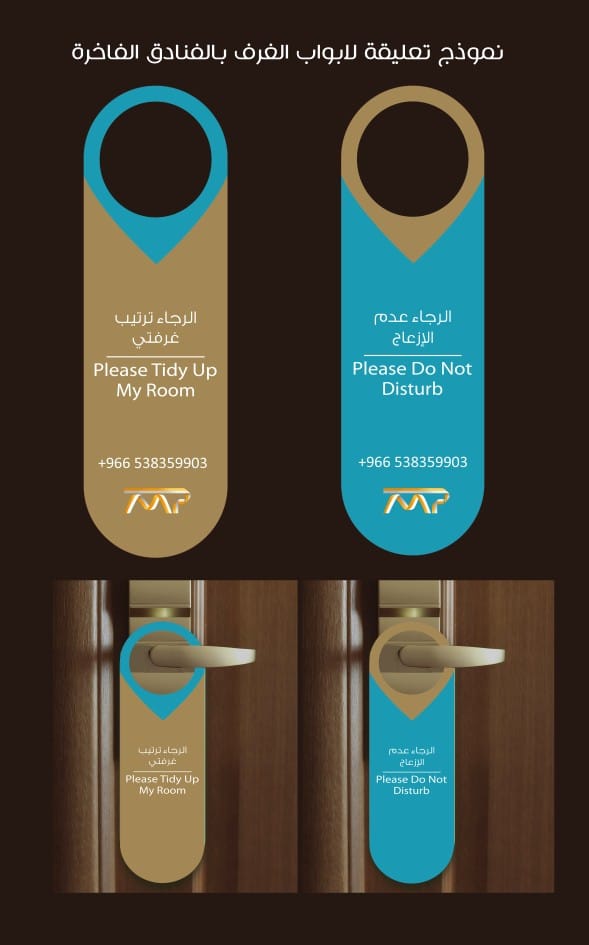 نموذج تعليقة لابواب الغرف بالفنادق الفاخرة
الرجاء ترتيب
غرفتي
Please Tidy Up
My Room
+966 538359903
MP
الرجاء عدم
الإزعاج
Please Do Not
Disturb
+966 538359903
MP
الرجاء ترتيب
غرفتي
Please Tidy Up
My Room
الرجاء عدم
الإزعاج
Please Do Not
Disturb